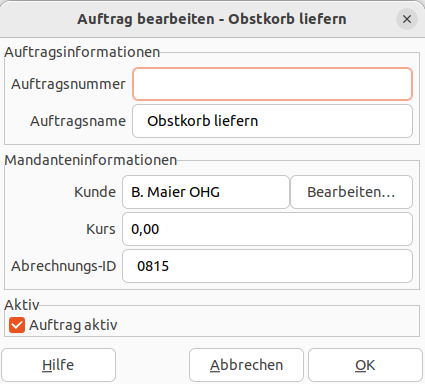 Auftrag bearbeiten - Obstkorb liefern
Auftragsinformationen
Auftragsnummer
Auftragsname Obstkorb liefern
Mandanteninformationen
Kunde B. Maier OHG Bearbeiten…
Kurs 0,00
Abrechnungs-ID 0815
Aktiv
Auftrag aktiv
Hilfe Abbrechen OK